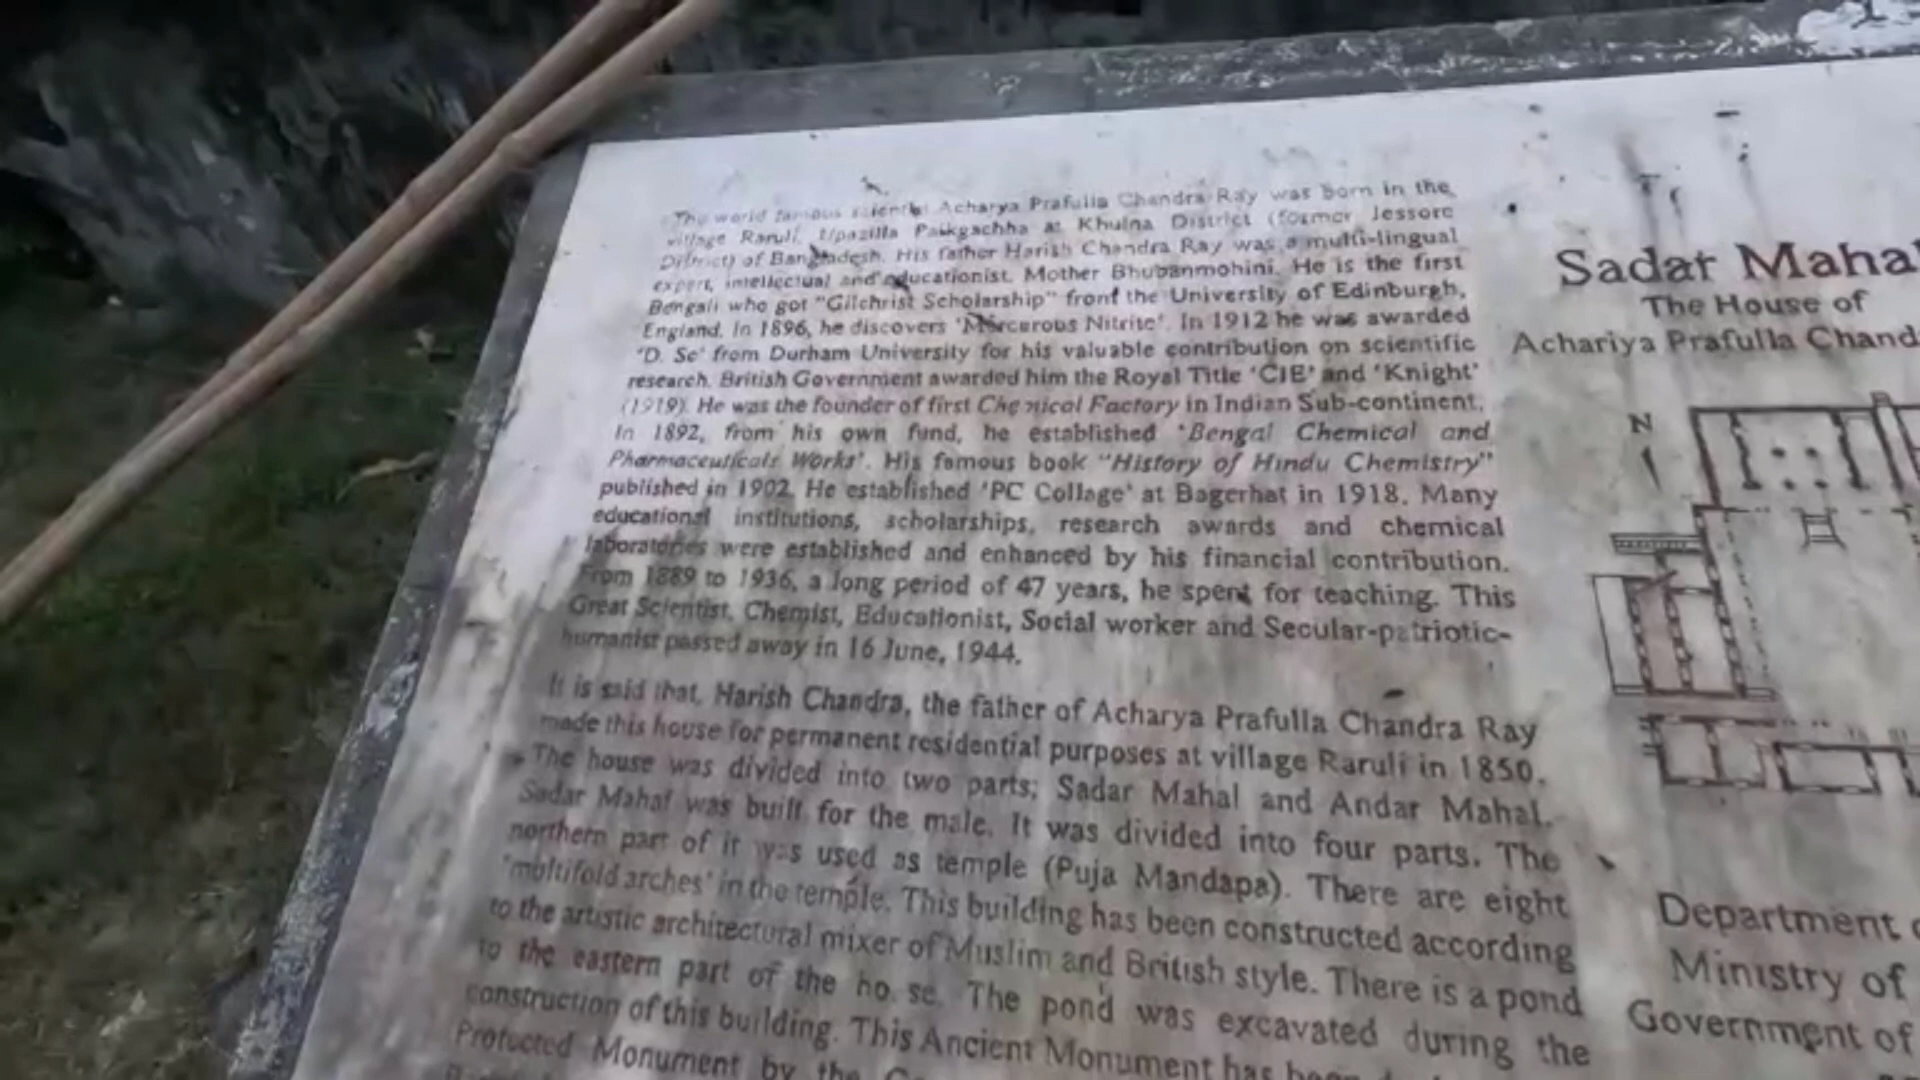 The world famous scientist Acharya Prafulla Chandra Ray was born in the
village Raruli, Upazilla Paikgachha at Khulna District (former Jessore
District) of Bangladesh. His father Harish Chandra Ray was a multi-lingual
expert, intellectual and educationist. Mother Bhubanmohini. He is the first
Bengali who got "Gilchrist Scholarship" from the University of Edinburgh,
England. In 1896, he discovers 'Mercurous Nitrite'. In 1912 he was awarded
'D. Sc' from Durham University for his valuable contribution on scientific
research. British Government awarded him the Royal Title 'CIE' and 'Knight'
(1919). He was the founder of first Chemical Factory in Indian Sub-continent.
In 1892, from his own fund, he established 'Bengal Chemical and
Pharmaceuticals Works'. His famous book "History of Hindu Chemistry"
published in 1902. He established 'PC Collage' at Bagerhat in 1918. Many
educational institutions, scholarships, research awards and chemical
laboratories were established and enhanced by his financial contribution.
From 1889 to 1936, a long period of 47 years, he spent for teaching. This
Great Scientist, Chemist, Educationist, Social worker and Secular-patriotic-
humanist passed away in 16 June, 1944.
It is said that, Harish Chandra, the father of Acharya Prafulla Chandra Ray
made this house for permanent residential purposes at village Raruli in 1850.
The house was divided into two parts; Sadar Mahal and Andar Mahal.
Sadar Mahal was built for the male. It was divided into four parts. The
northern part of it was used as temple (Puja Mandapa). There are eight
'multifold arches' in the temple. This building has been constructed according
to the artistic architectural mixer of Muslim and British style. There is a pond
to the eastern part of the house. The pond was excavated during the
construction of this building. This Ancient Monument has been
Protected Monument by the
Sadar Mahal
The House of
Achariya Prafulla Chand
N
Department
Ministry of
Government of